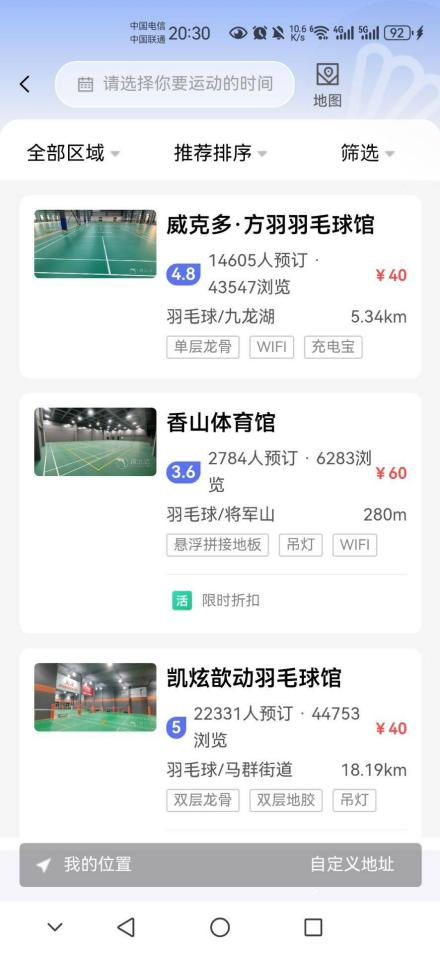 中国电信
中国联通
20:30
10.6
K/s
6
4G
5G
92
请选择你要运动的时间
地图
全部区域
推荐排序
筛选
威克多·方羽羽毛球馆
4.8
14605人预订 ·
43547浏览
¥40
羽毛球/九龙湖
5.34km
单层龙骨
WIFI
充电宝
香山体育馆
3.6
2784人预订 · 6283浏
览
¥60
羽毛球/将军山
280m
悬浮拼接地板
吊灯
WIFI
活
限时折扣
凯炫歆动羽毛球馆
5
22331人预订 · 44753
浏览
¥40
羽毛球/马群街道
18.19km
双层龙骨
双层地胶
吊灯
我的位置
自定义地址